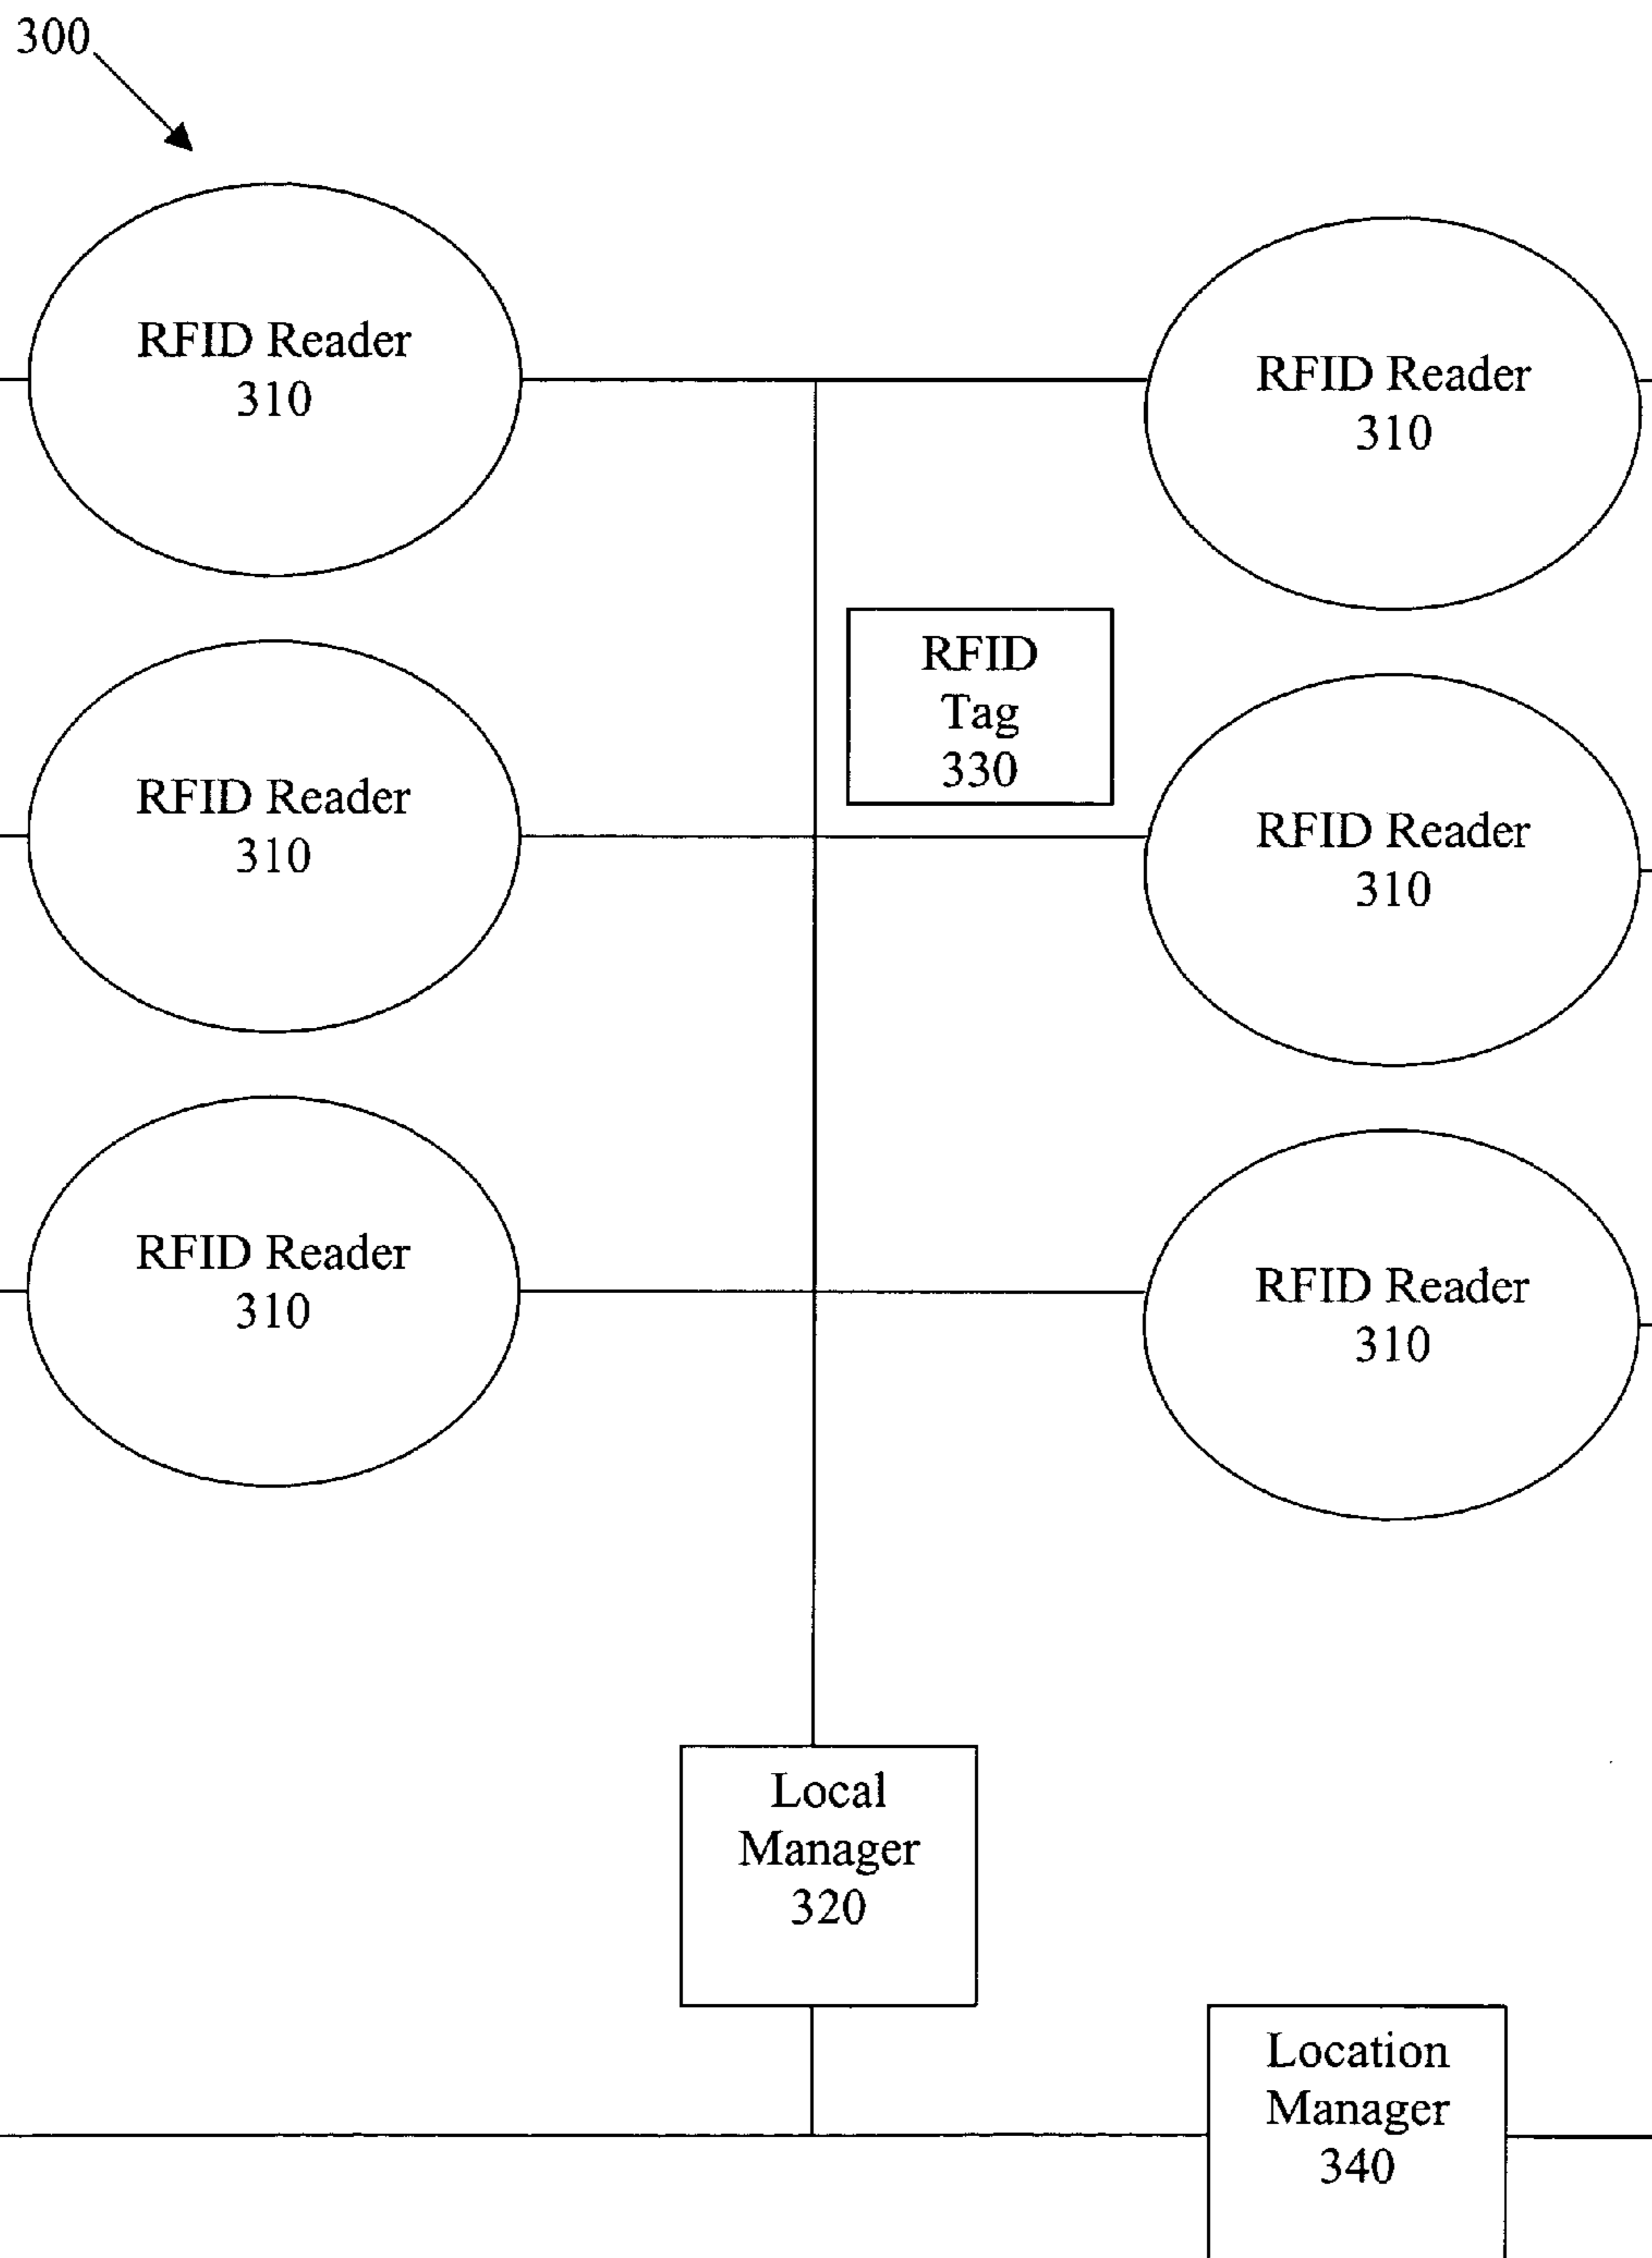 300
RFID Reader
310
RFID Reader
310
RFID
Tag
330
RFID Reader
310
RFID Reader
310
RFID Reader
310
RFID Reader
310
Local
Manager
320
Location
Manager
340